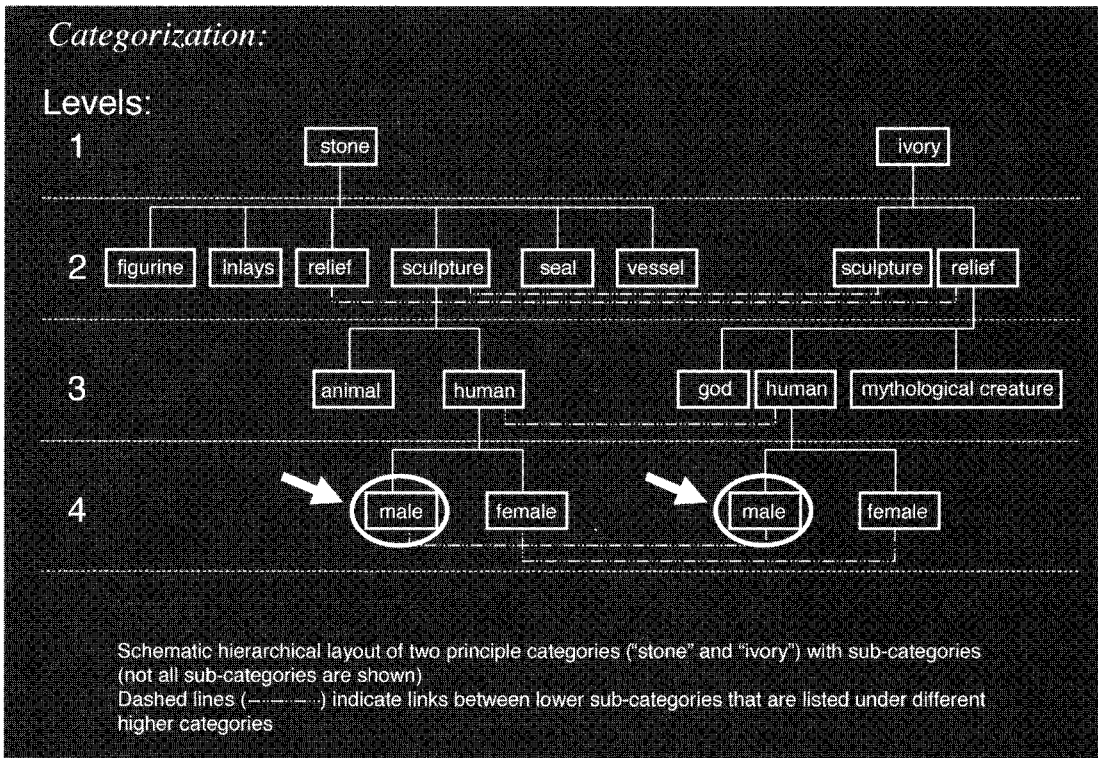 Categorization:
Levels:
1
stone
ivory
2
figurine
inlays
relief
sculpture
seal
vessel
sculpture
relief
3
animal
human
god
human
mythological creature
4
male
female
male
female
Schematic hierarchical layout of two principle categories (“stone” and “ivory”) with sub-categories
(not all sub-categories are shown)
Dashed lines (—·—·—·—) indicate links between lower sub-categories that are listed under different
higher categories